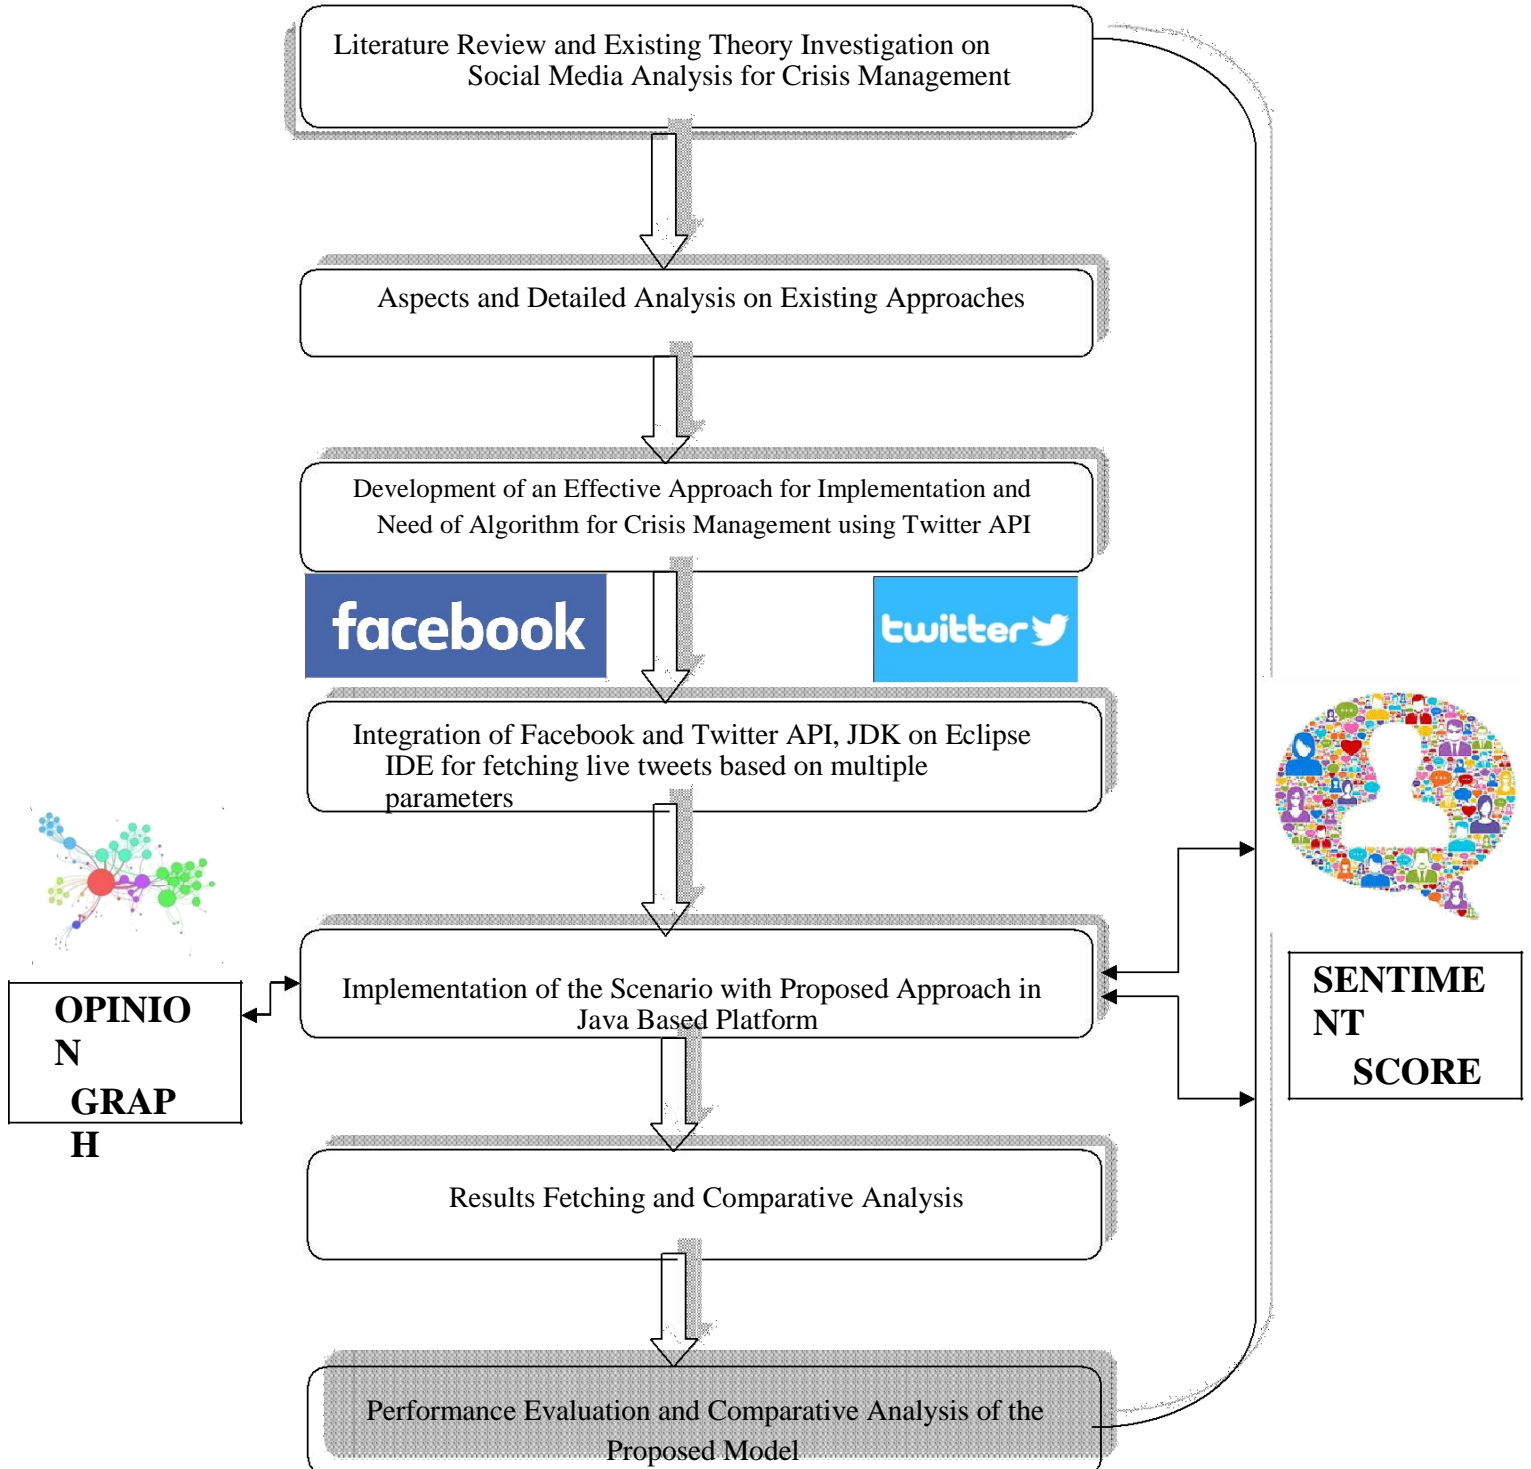 Literature Review and Existing Theory Investigation on
Social Media Analysis for Crisis Management
Aspects and Detailed Analysis on Existing Approaches
Development of an Effective Approach for Implementation and
Need of Algorithm for Crisis Management using Twitter API
facebook
twitter
Integration of Facebook and Twitter API, JDK on Eclipse
IDE for fetching live tweets based on multiple
parameters
Implementation of the Scenario with Proposed Approach in
Java Based Platform
OPINIO
N
GRAP
H
SENTIME
NT
SCORE
Results Fetching and Comparative Analysis
Performance Evaluation and Comparative Analysis of the
Proposed Model